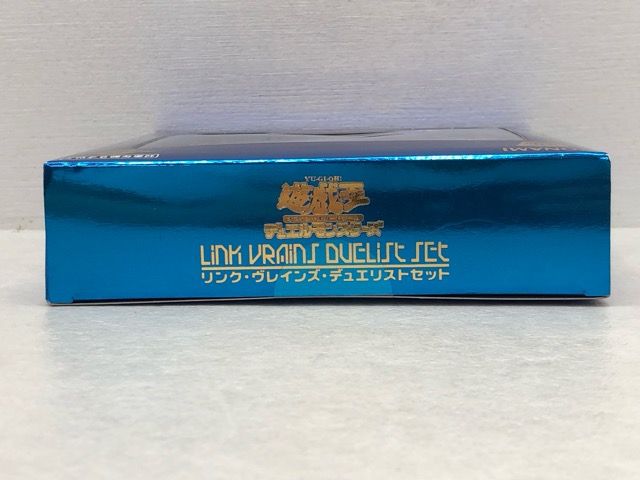 YU-GI-OH!
遊戯王
デュエルモンスターズ
LiNK VRAiNS DUELiSt SEt
リンク・ヴレインズ・デュエリストセット
KONAMI